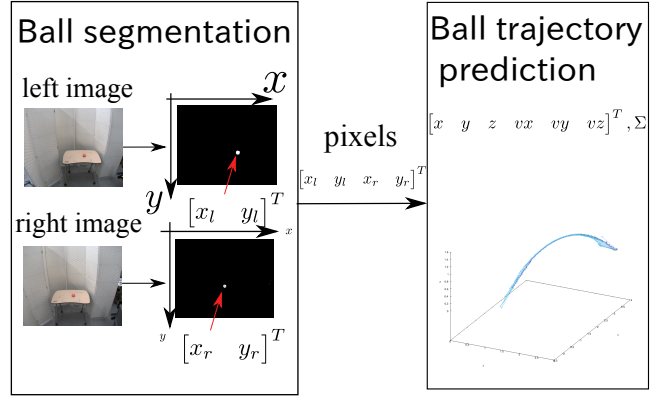 Ball segmentation
left image
x
y
[x_l y_l]^T
right image
x
y
[x_r y_r]^T
pixels
[x_l y_l x_r y_r]^T
Ball trajectory
prediction
[x y z vx vy vz]^T, Σ